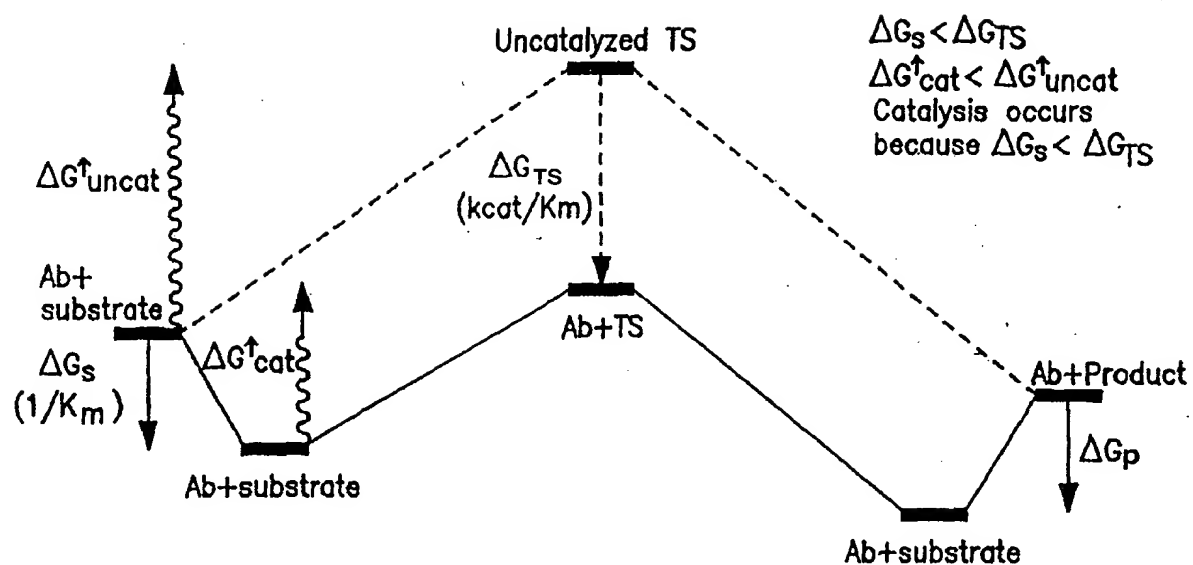 Uncatalyzed TS
ΔGs<ΔGTS
ΔG↑cat<ΔG↑uncat
Catalysis occurs
because ΔGs< ΔGTS
ΔG↑uncat
ΔGTS
(kcat/Km)
Ab+
substrate
Ab+TS
ΔGs
(1/Km)
ΔG↑cat
Ab+Product
ΔGp
Ab+substrate
Ab+substrate